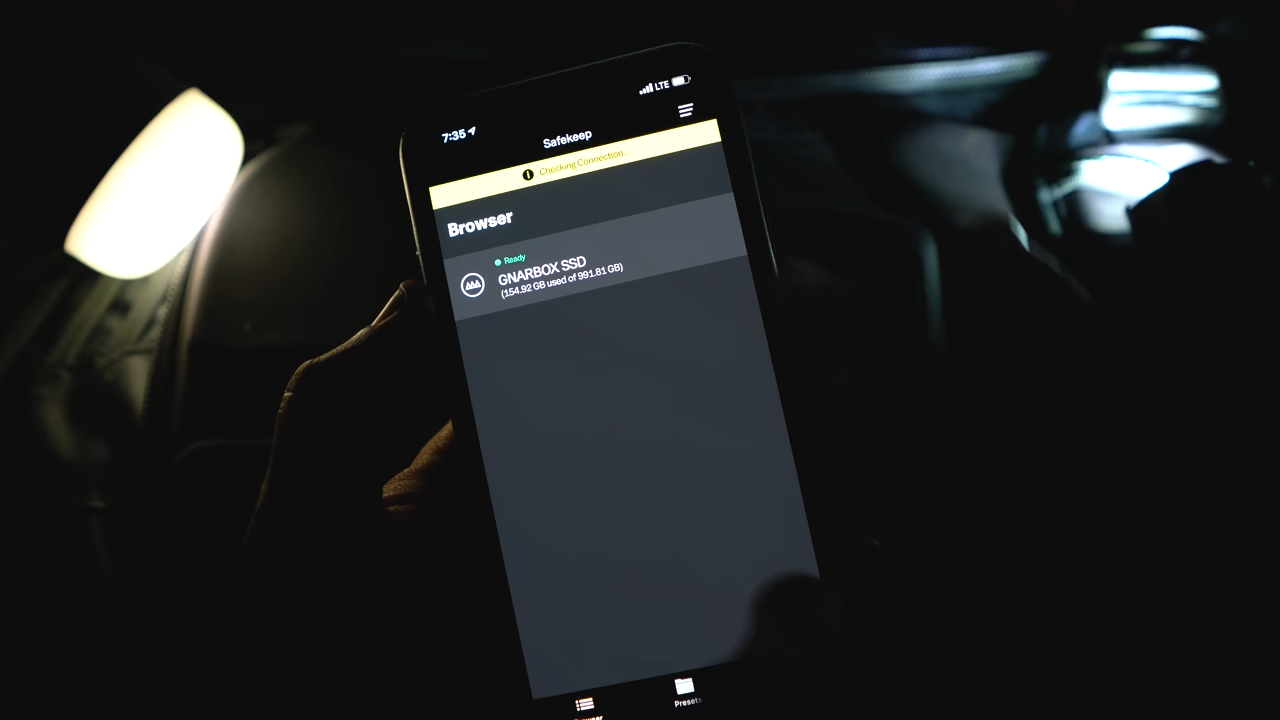 7:35
LTE
Safekeep
Checking Connection...
Browser
Ready
GNARBOX SSD
(154.92 GB used of 991.81 GB)
Browser
Presets